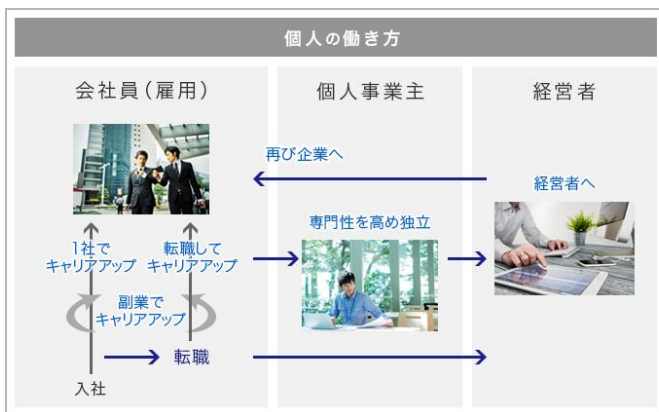 個人の働き方
会社員（雇用）
個人事業主
経営者
再び企業へ
経営者へ
専門性を高め独立
1社で
キャリアアップ
転職して
キャリアアップ
副業で
キャリアアップ
転職
入社